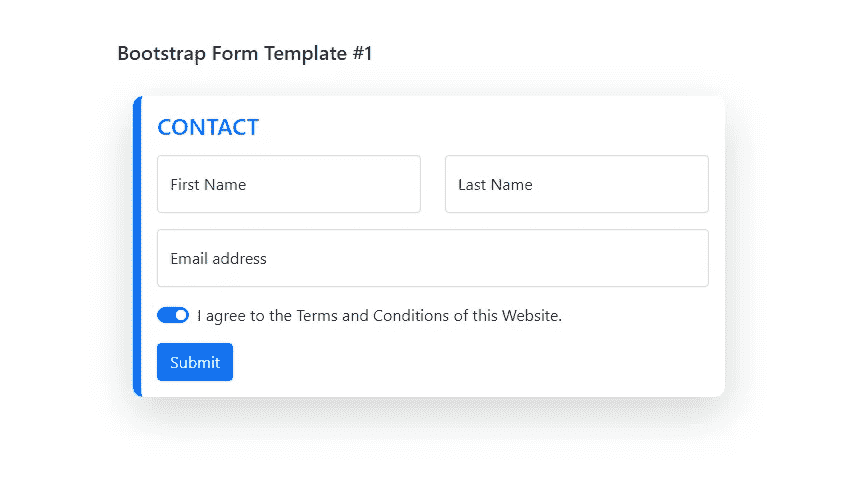 Bootstrap Form Template #1
CONTACT
First Name
Last Name
Email address
I agree to the Terms and Conditions of this Website.
Submit